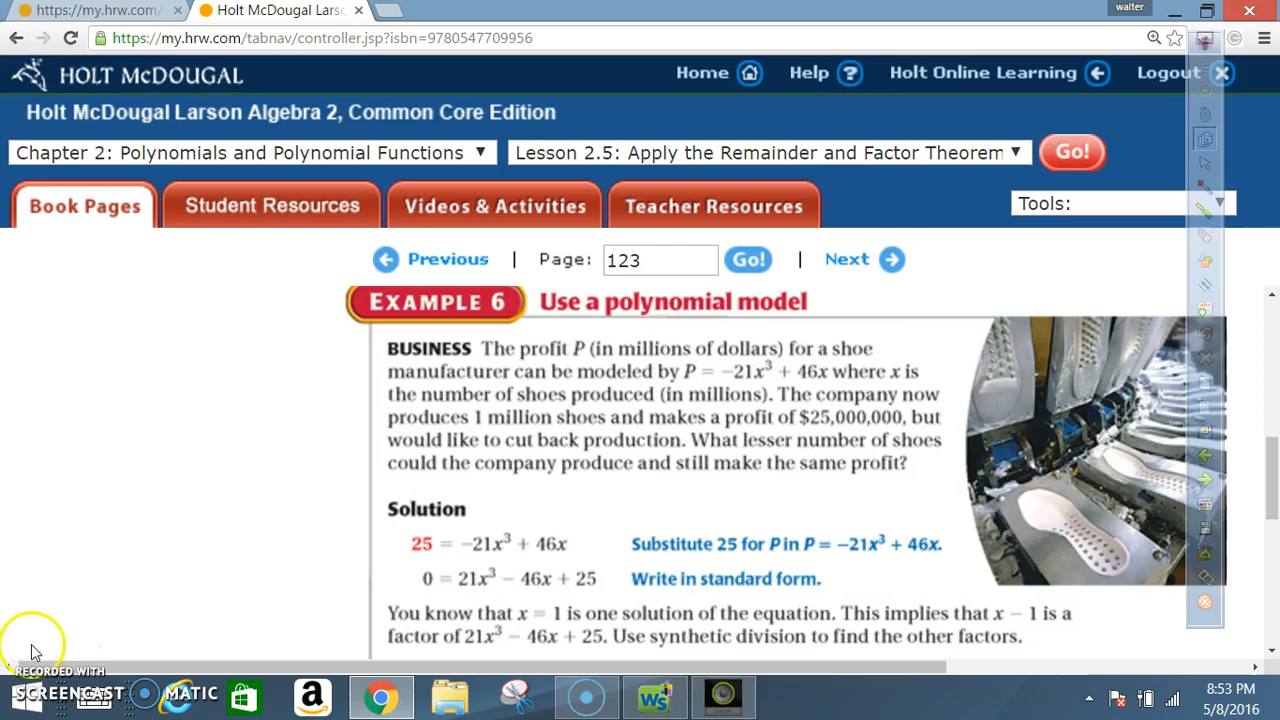 https://my.hrw.com/
Holt McDougal Larso
walter
https://my.hrw.com/tabnav/controller.jsp?isbn=9780547709956
HOLT MCDOUGAL
Home
Help
Holt Online Learning
Logout
Holt McDougal Larson Algebra 2, Common Core Edition
Chapter 2: Polynomials and Polynomial Functions
Lesson 2.5: Apply the Remainder and Factor Theorem
Go!
Book Pages
Student Resources
Videos & Activities
Teacher Resources
Tools:
Previous | Page: 123 Go! | Next
EXAMPLE 6 Use a polynomial model
BUSINESS The profit P (in millions of dollars) for a shoe
manufacturer can be modeled by P = −21x³ + 46x where x is
the number of shoes produced (in millions). The company now
produces 1 million shoes and makes a profit of $25,000,000, but
would like to cut back production. What lesser number of shoes
could the company produce and still make the same profit?
Solution
25 = −21x³ + 46x Substitute 25 for P in P = −21x³ + 46x.
0 = 21x³ − 46x + 25 Write in standard form.
You know that x = 1 is one solution of the equation. This implies that x − 1 is a
factor of 21x³ − 46x + 25. Use synthetic division to find the other factors.
RECORDED WITH
SCREENCAST MATIC
8:53 PM
5/8/2016